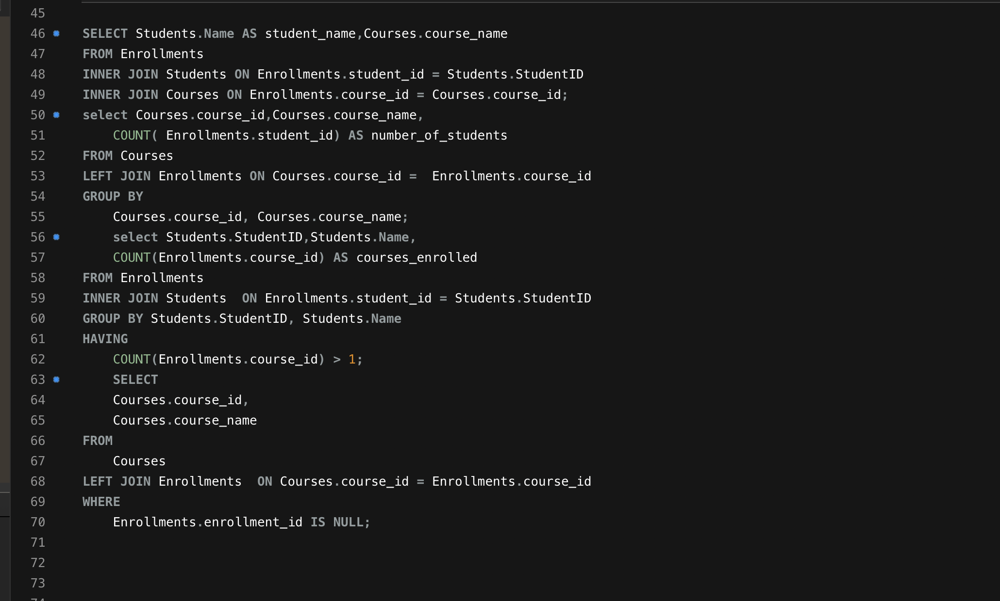 45
46 SELECT Students.Name AS student_name,Courses.course_name
47 FROM Enrollments
48 INNER JOIN Students ON Enrollments.student_id = Students.StudentID
49 INNER JOIN Courses ON Enrollments.course_id = Courses.course_id;
50 select Courses.course_id,Courses.course_name,
51     COUNT( Enrollments.student_id) AS number_of_students
52 FROM Courses
53 LEFT JOIN Enrollments ON Courses.course_id =  Enrollments.course_id
54 GROUP BY
55     Courses.course_id, Courses.course_name;
56     select Students.StudentID,Students.Name,
57     COUNT(Enrollments.course_id) AS courses_enrolled
58 FROM Enrollments
59 INNER JOIN Students  ON Enrollments.student_id = Students.StudentID
60 GROUP BY Students.StudentID, Students.Name
61 HAVING
62     COUNT(Enrollments.course_id) > 1;
63     SELECT
64     Courses.course_id,
65     Courses.course_name
66 FROM
67     Courses
68 LEFT JOIN Enrollments  ON Courses.course_id = Enrollments.course_id
69 WHERE
70     Enrollments.enrollment_id IS NULL;
71
72
73